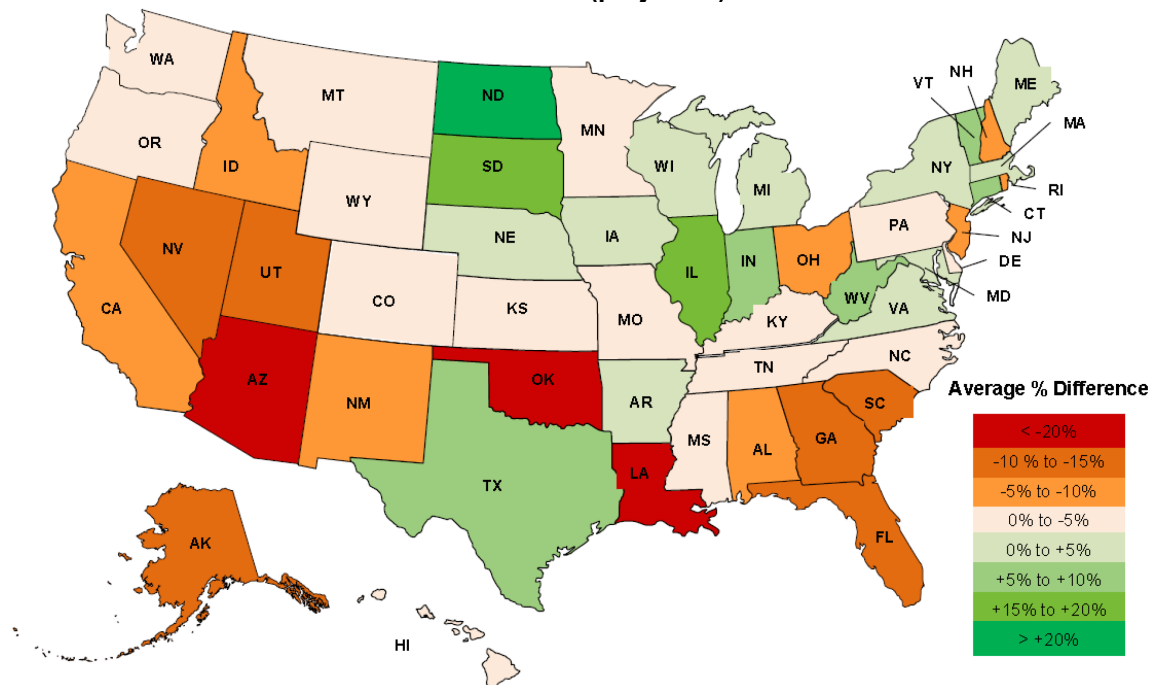 WA
MT
ND
MN
OR
ID
SD
WI
MI
NY
VT
NH
ME
MA
RI
CT
NJ
DE
MD
WY
NE
IA
PA
NV
UT
CO
KS
MO
IL
IN
OH
WV
VA
KY
CA
AZ
NM
OK
AR
TN
NC
SC
MS
AL
GA
LA
TX
FL
AK
HI
Average % Difference
< -20%
-10 % to -15%
-5% to -10%
0% to -5%
0% to +5%
+5% to +10%
+15% to +20%
> +20%